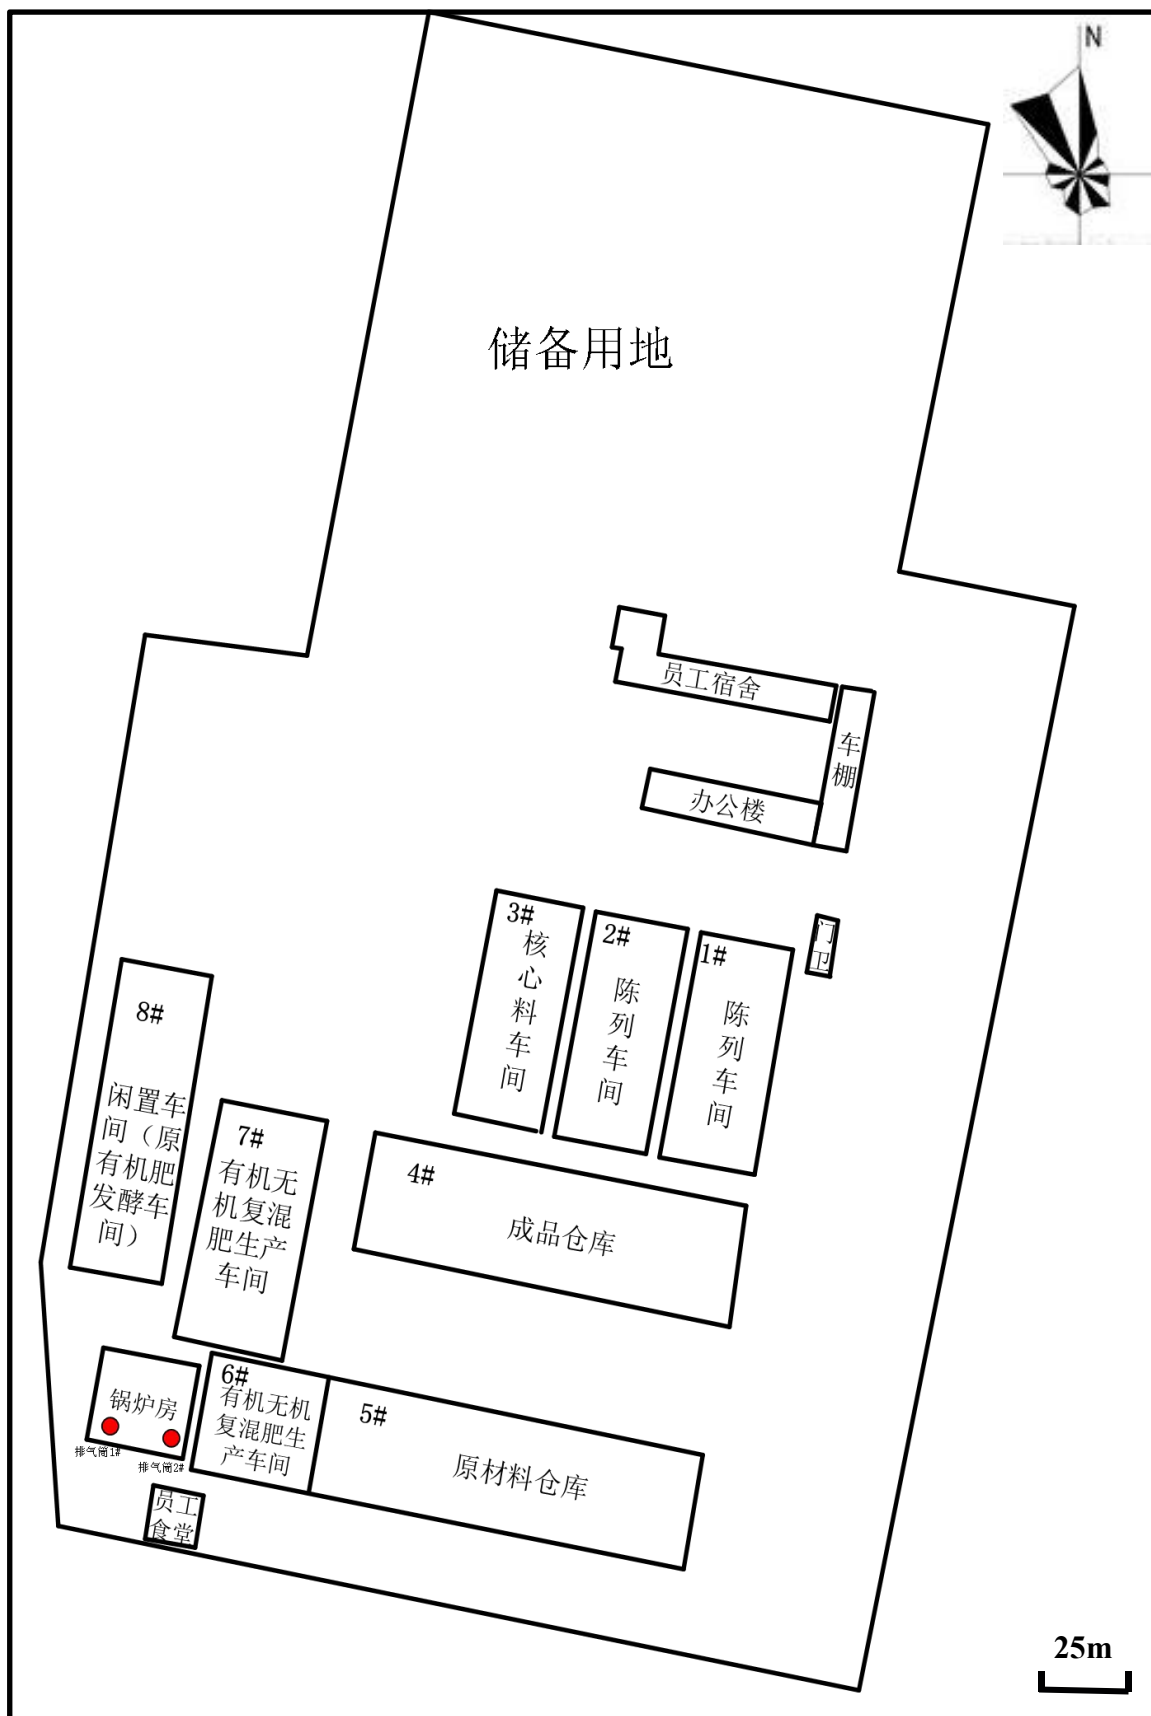 N
储备用地
员工宿舍
车
棚
办公楼
门
卫
3#
核
心
料
车
间
2#
陈
列
车
间
1#
陈
列
车
间
8#
闲置车
间（原
有机肥
发酵车
间）
7#
有机无
机复混
肥生产
车间
4#
成品仓库
锅炉房
排气筒1#
排气筒2#
6#
有机无机
复混肥生
产车间
5#
原材料仓库
员工
食堂
25m